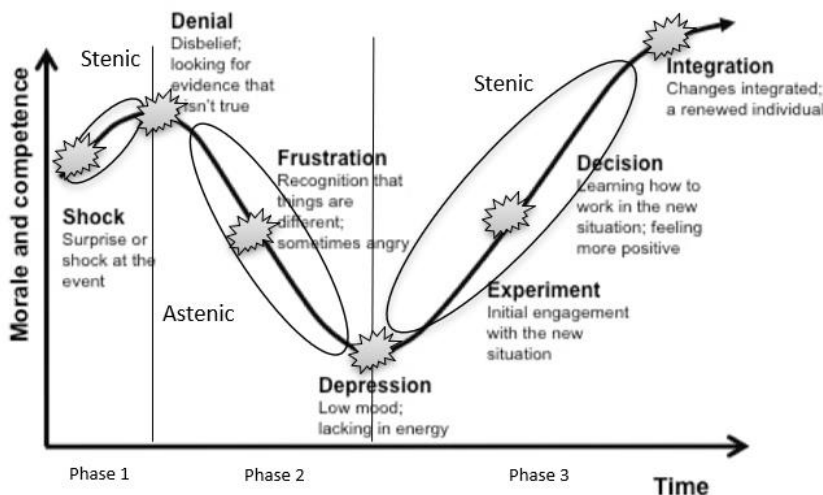 Denial
Disbelief;
looking for
evidence that
isn't true
Stenic
Shock
Surprise or
shock at the
event
Frustration
Recognition that
things are
different;
sometimes angry
Astenic
Depression
Low mood;
lacking in energy
Stenic
Integration
Changes integrated;
a renewed individual
Decision
Learning how to
work in the new
situation; feeling
more positive
Experiment
Initial engagement
with the new
situation
Morale and competence
Phase 1
Phase 2
Phase 3
Time